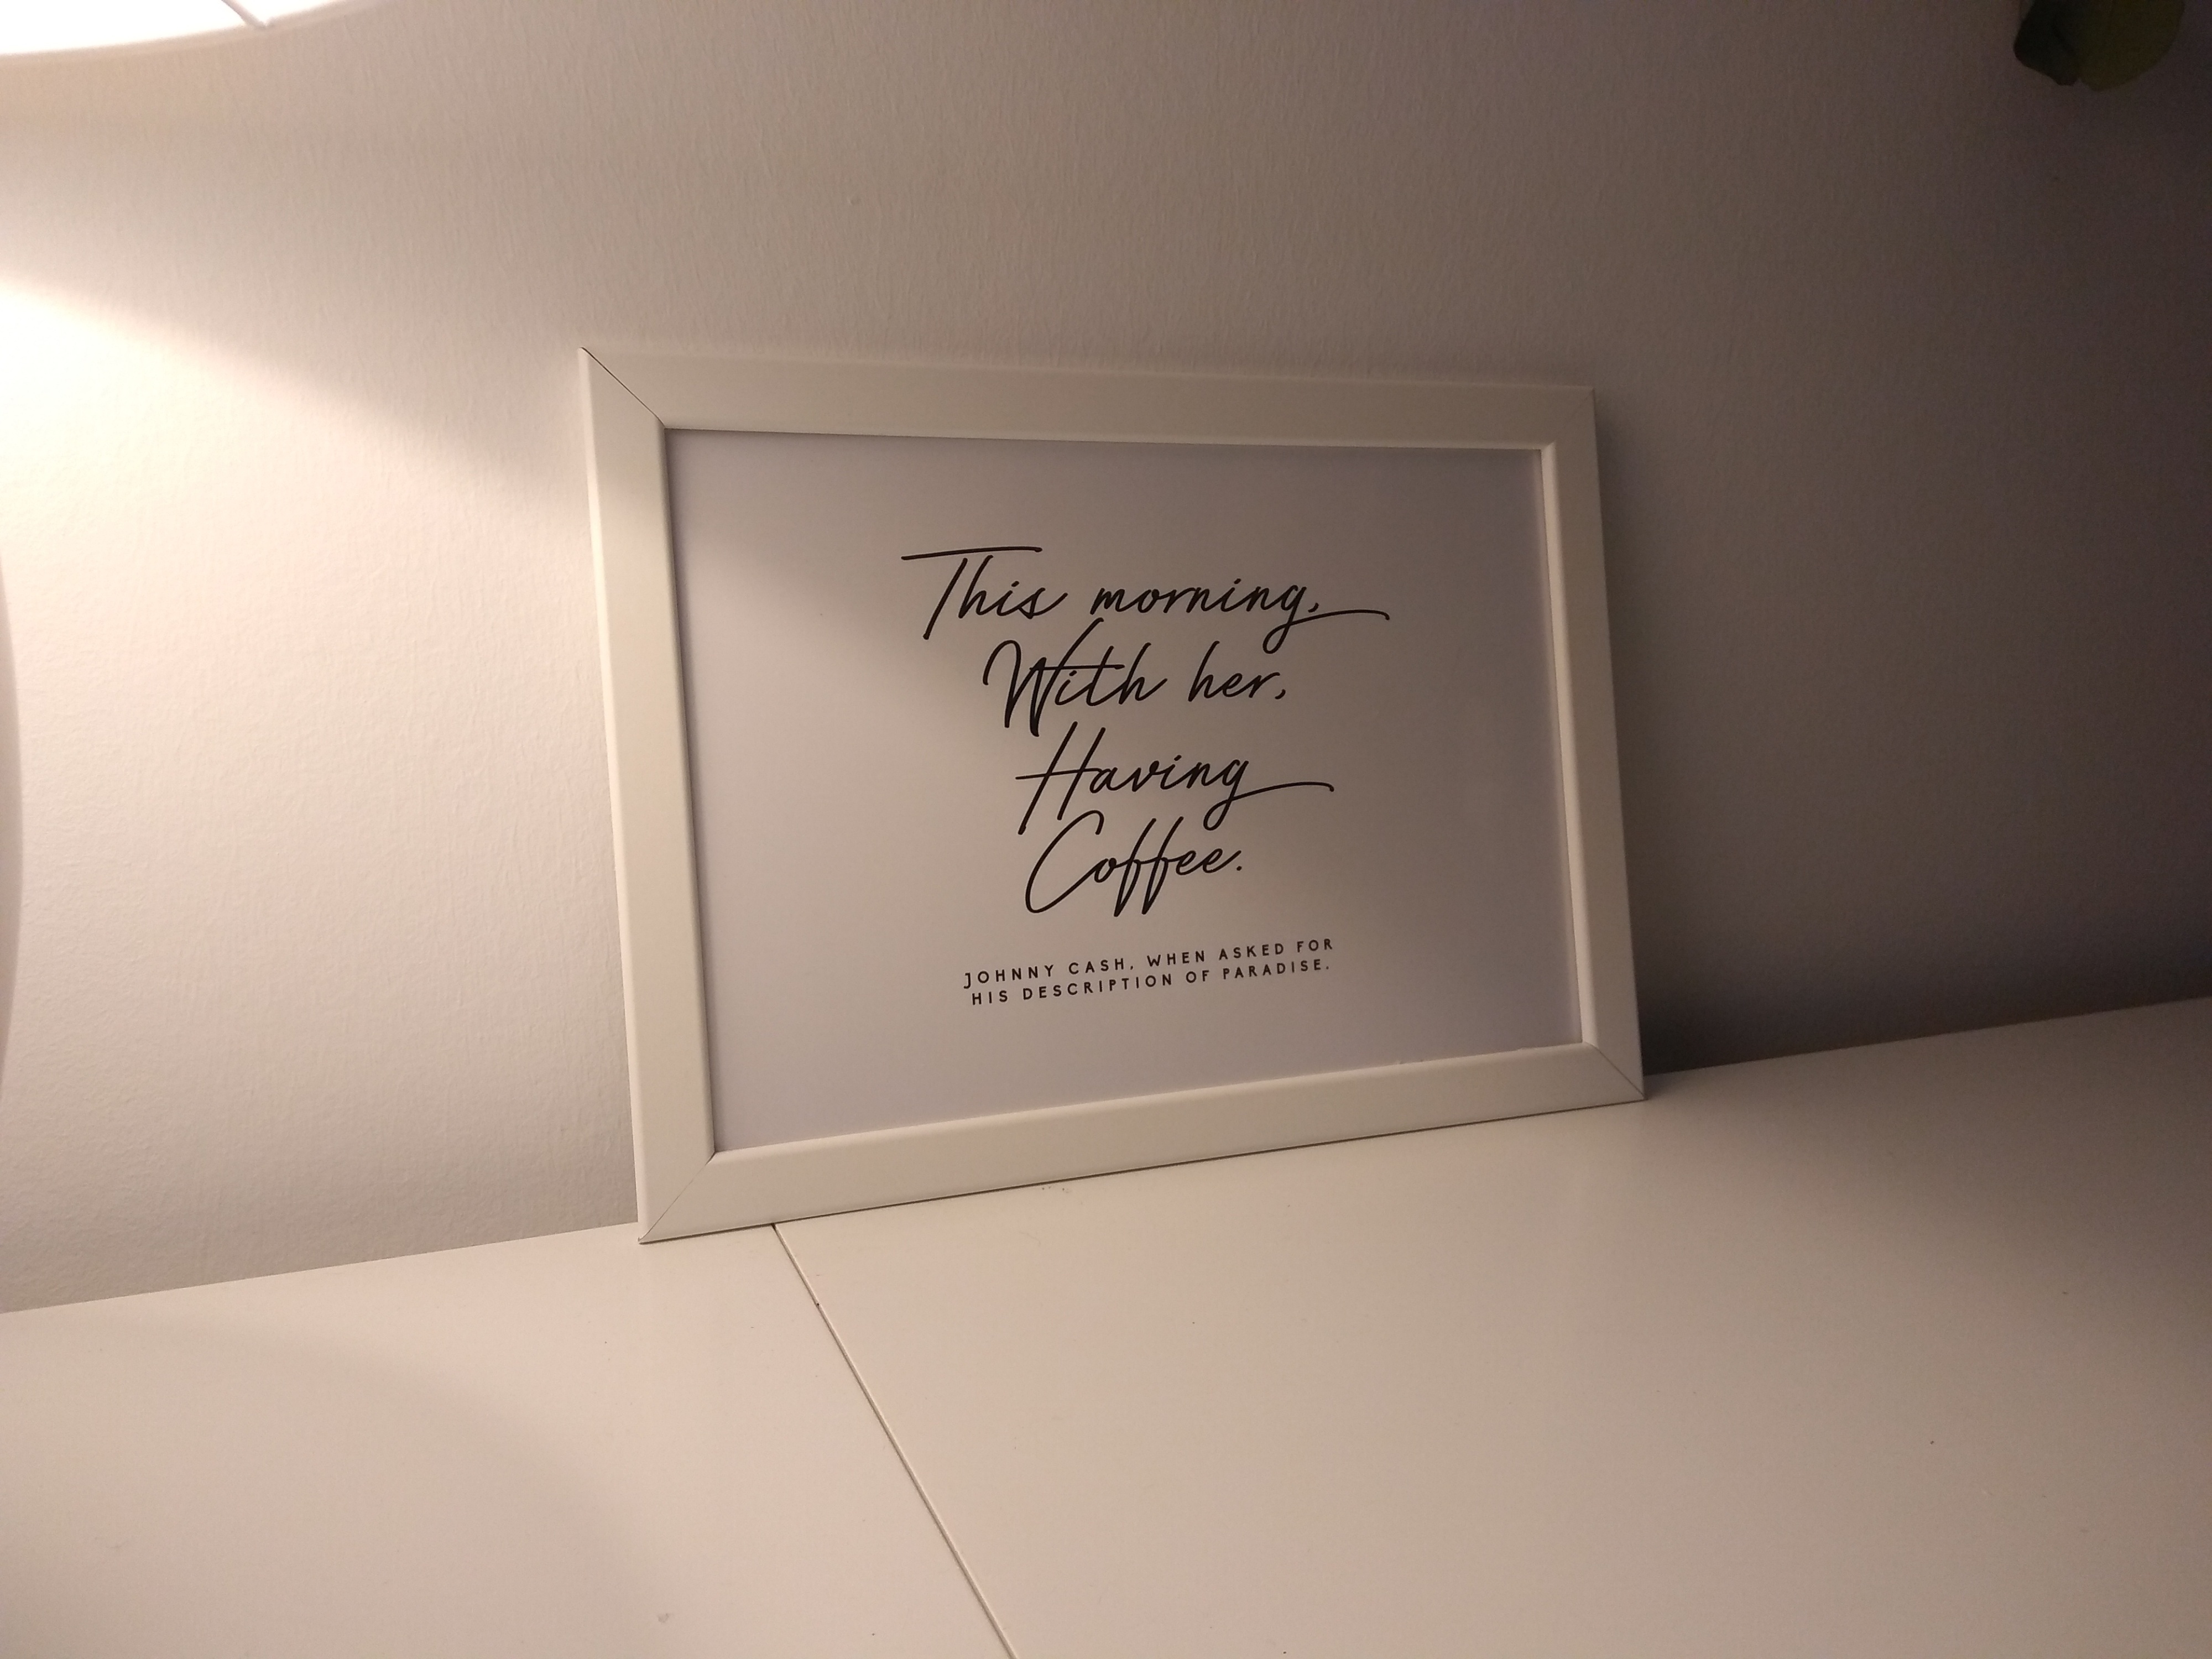 This morning,
With her,
Having
Coffee.
JOHNNY CASH, WHEN ASKED FOR
HIS DESCRIPTION OF PARADISE.